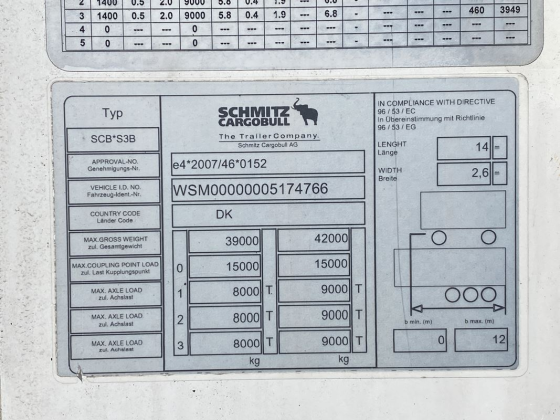 2 1400 0.5 2.0 9000 5.8 0.4 1.9 --- 6.8 - --- --- ---
3 1400 0.5 2.0 9000 5.8 0.4 1.9 --- 6.8 - --- --- --- 460 3949
4 0 --- --- 0 --- --- --- --- --- - --- --- --- --- ---
5 0 --- --- 0 --- --- --- --- --- - --- --- --- --- ---
Typ
SCB*S3B
SCHMITZ
CARGOBULL
The Trailer Company.
Schmitz Cargobull AG
IN COMPLIANCE WITH DIRECTIVE
96 / 53 / EC
In Übereinstimmung mit Richtlinie
96 / 53 / EG
APPROVAL-NO.
Genehmigungs-Nr.
e4*2007/46*0152
LENGHT
Länge
14 =
VEHICLE I.D. NO.
Fahrzeug-Ident.-Nr.
WSM00000005174766
WIDTH
Breite
2,6 =
COUNTRY CODE
Länder Code
DK
MAX.GROSS WEIGHT
zul. Gesamtgewicht
39000 42000
MAX.COUPLING POINT LOAD
zul. Last Kupplungspunkt
0 15000 15000
MAX. AXLE LOAD
zul. Achslast
1 8000 T 9000 T
MAX. AXLE LOAD
zul. Achslast
2 8000 T 9000 T
MAX. AXLE LOAD
zul. Achslast
3 8000 T 9000 T
kg kg
b min. (m) b max. (m)
0 12